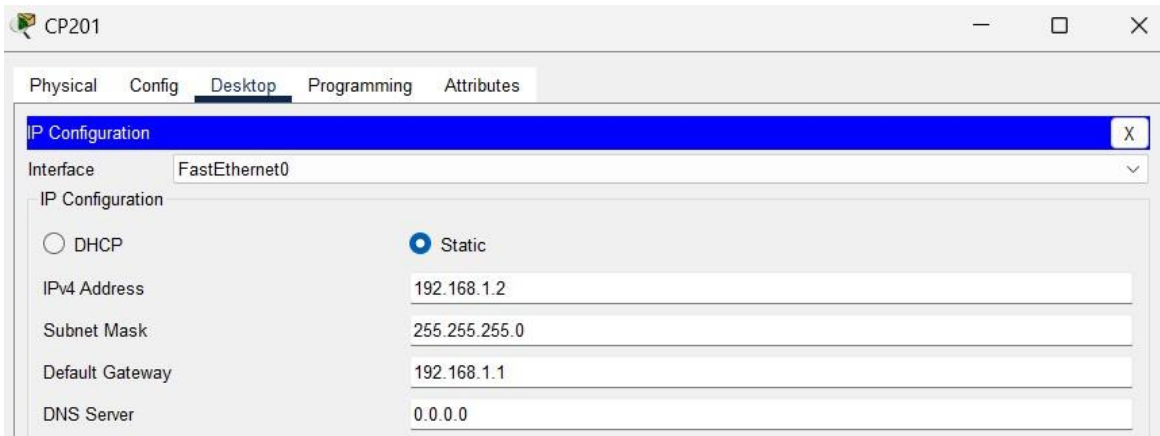 CP201
Physical Config Desktop Programming Attributes
IP Configuration X
Interface FastEthernet0
IP Configuration
DHCP Static
IPv4 Address 192.168.1.2
Subnet Mask 255.255.255.0
Default Gateway 192.168.1.1
DNS Server 0.0.0.0